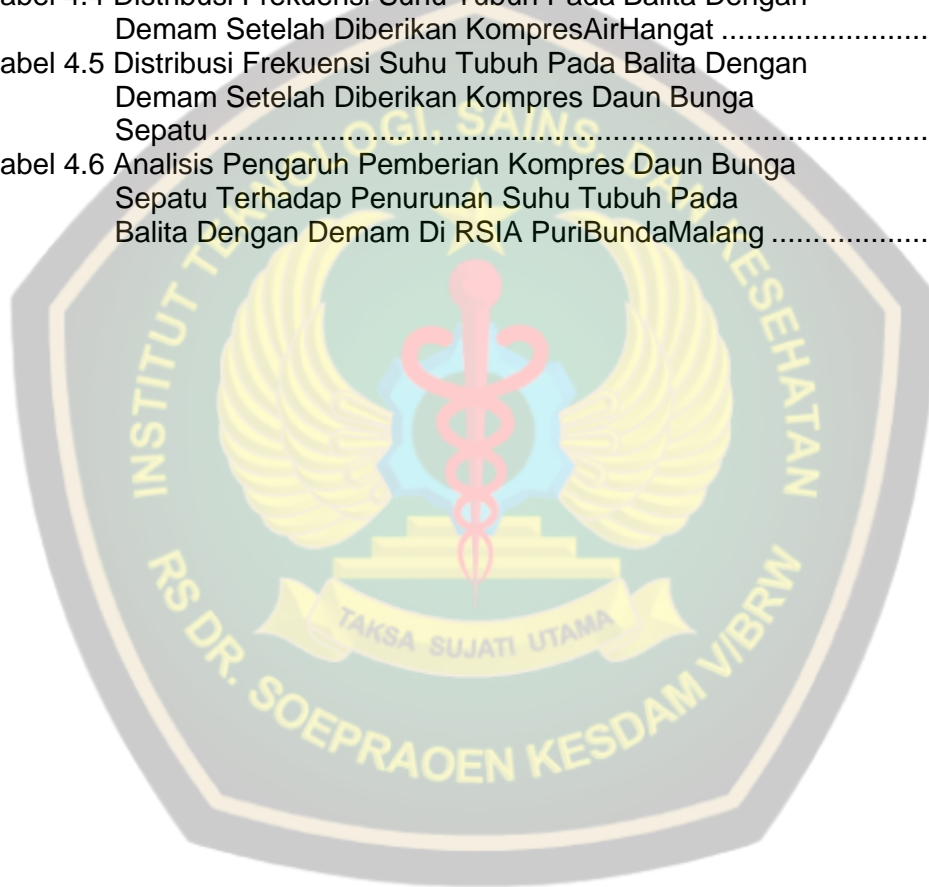 abel 4.4 Distribusi Frekuensi Suhu Tubuh Pada Balita Dengan
Demam Setelah Diberikan KompresAirHangat .........................
abel 4.5 Distribusi Frekuensi Suhu Tubuh Pada Balita Dengan
Demam Setelah Diberikan Kompres Daun Bunga
Sepatu ......................................................................................
abel 4.6 Analisis Pengaruh Pemberian Kompres Daun Bunga
Sepatu Terhadap Penurunan Suhu Tubuh Pada
Balita Dengan Demam Di RSIA PuriBundaMalang ...................
INSTITUT TEKNOLOGI, SAINS, DAN KESEHATAN
TAKSA SUJATI UTAMA
RS DR. SOEPRAOEN KESDAM V/BRW